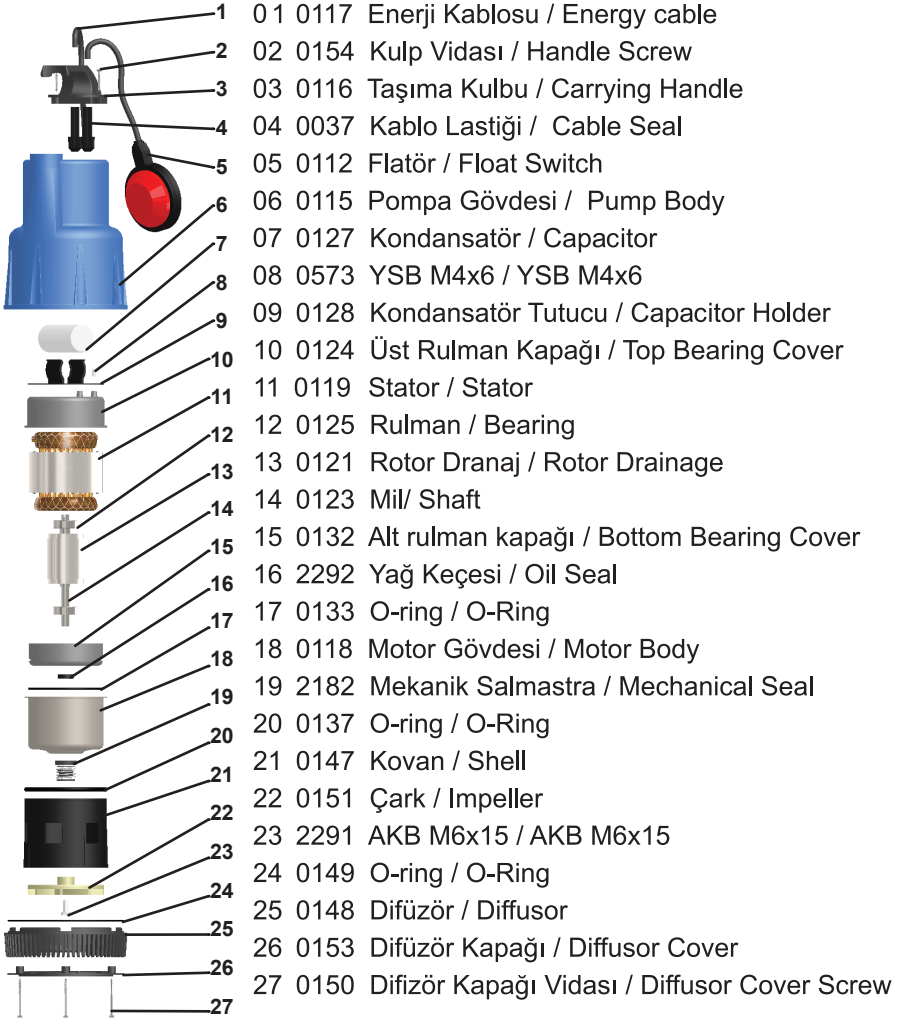 1 01 0117 Enerji Kablosu / Energy cable
2 02 0154 Kulp Vidası / Handle Screw
3 03 0116 Taşıma Kulbu / Carrying Handle
4 04 0037 Kablo Lastiği / Cable Seal
5 05 0112 Flatör / Float Switch
6 06 0115 Pompa Gövdesi / Pump Body
7 07 0127 Kondansatör / Capacitor
8 08 0573 YSB M4x6 / YSB M4x6
9 09 0128 Kondansatör Tutucu / Capacitor Holder
10 10 0124 Üst Rulman Kapağı / Top Bearing Cover
11 11 0119 Stator / Stator
12 12 0125 Rulman / Bearing
13 13 0121 Rotor Dranaj / Rotor Drainage
14 14 0123 Mil/ Shaft
15 15 0132 Alt rulman kapağı / Bottom Bearing Cover
16 16 2292 Yağ Keçesi / Oil Seal
17 17 0133 O-ring / O-Ring
18 18 0118 Motor Gövdesi / Motor Body
19 19 2182 Mekanik Salmastra / Mechanical Seal
20 20 0137 O-ring / O-Ring
21 21 0147 Kovan / Shell
22 22 0151 Çark / Impeller
23 23 2291 AKB M6x15 / AKB M6x15
24 24 0149 O-ring / O-Ring
25 25 0148 Difüzör / Diffusor
26 26 0153 Difüzör Kapağı / Diffusor Cover
27 27 0150 Difizör Kapağı Vidası / Diffusor Cover Screw